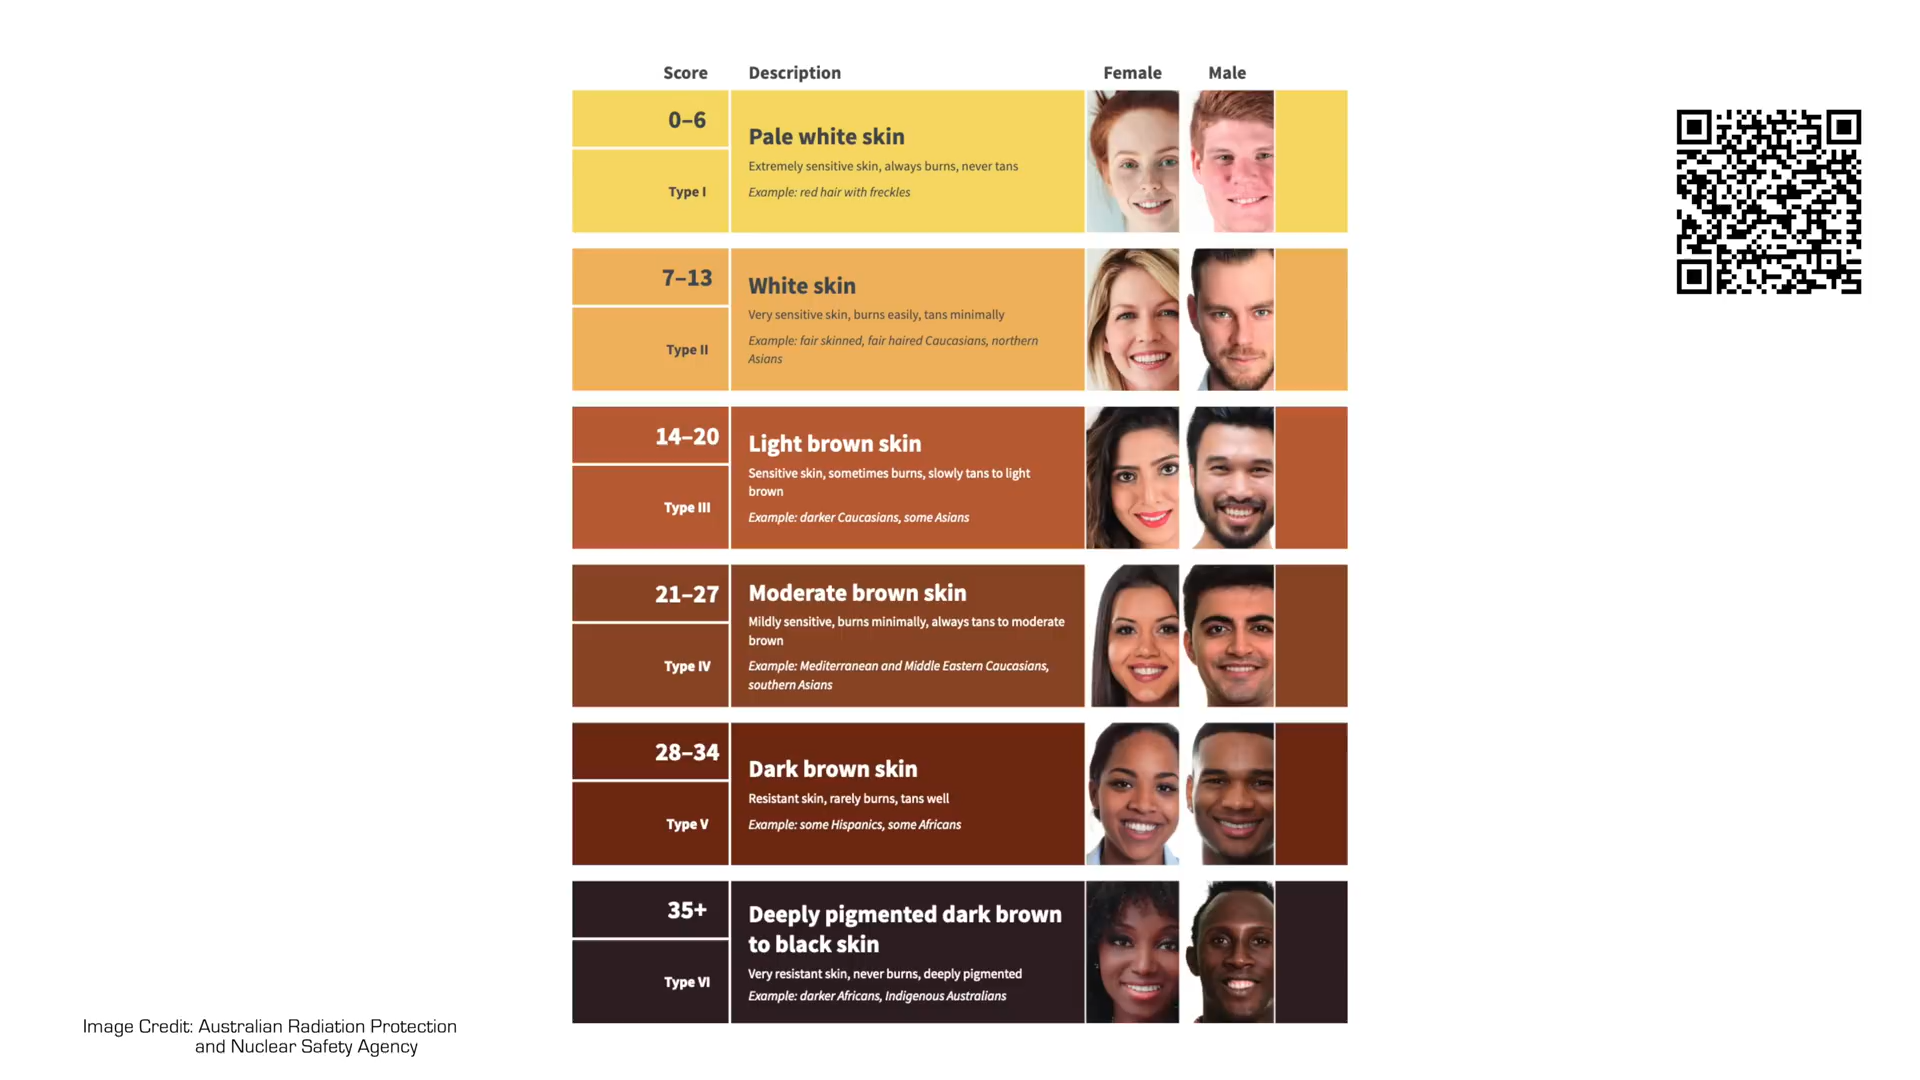 Score Description Female Male
0–6
Pale white skin
Extremely sensitive skin, always burns, never tans
Type I
Example: red hair with freckles
7–13
White skin
Very sensitive skin, burns easily, tans minimally
Type II
Example: fair skinned, fair haired Caucasians, northern
Asians
14–20
Light brown skin
Sensitive skin, sometimes burns, slowly tans to light
brown
Type III
Example: darker Caucasians, some Asians
21–27
Moderate brown skin
Mildly sensitive, burns minimally, always tans to moderate
brown
Type IV
Example: Mediterranean and Middle Eastern Caucasians,
southern Asians
28–34
Dark brown skin
Resistant skin, rarely burns, tans well
Type V
Example: some Hispanics, some Africans
35+
Deeply pigmented dark brown
to black skin
Very resistant skin, never burns, deeply pigmented
Type VI
Example: darker Africans, Indigenous Australians
Image Credit: Australian Radiation Protection
and Nuclear Safety Agency